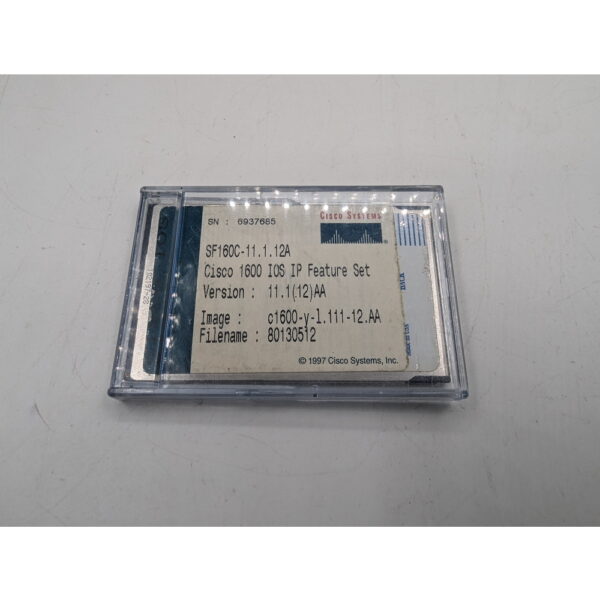 SN : 6937685
CISCO SYSTEMS
SF160C-11.1.12A
Cisco 1600 IOS IP Feature Set
Version : 11.1(12)AA
Image : c1600-y-l.111-12.AA
Filename : 80130512
© 1997 Cisco Systems, Inc.